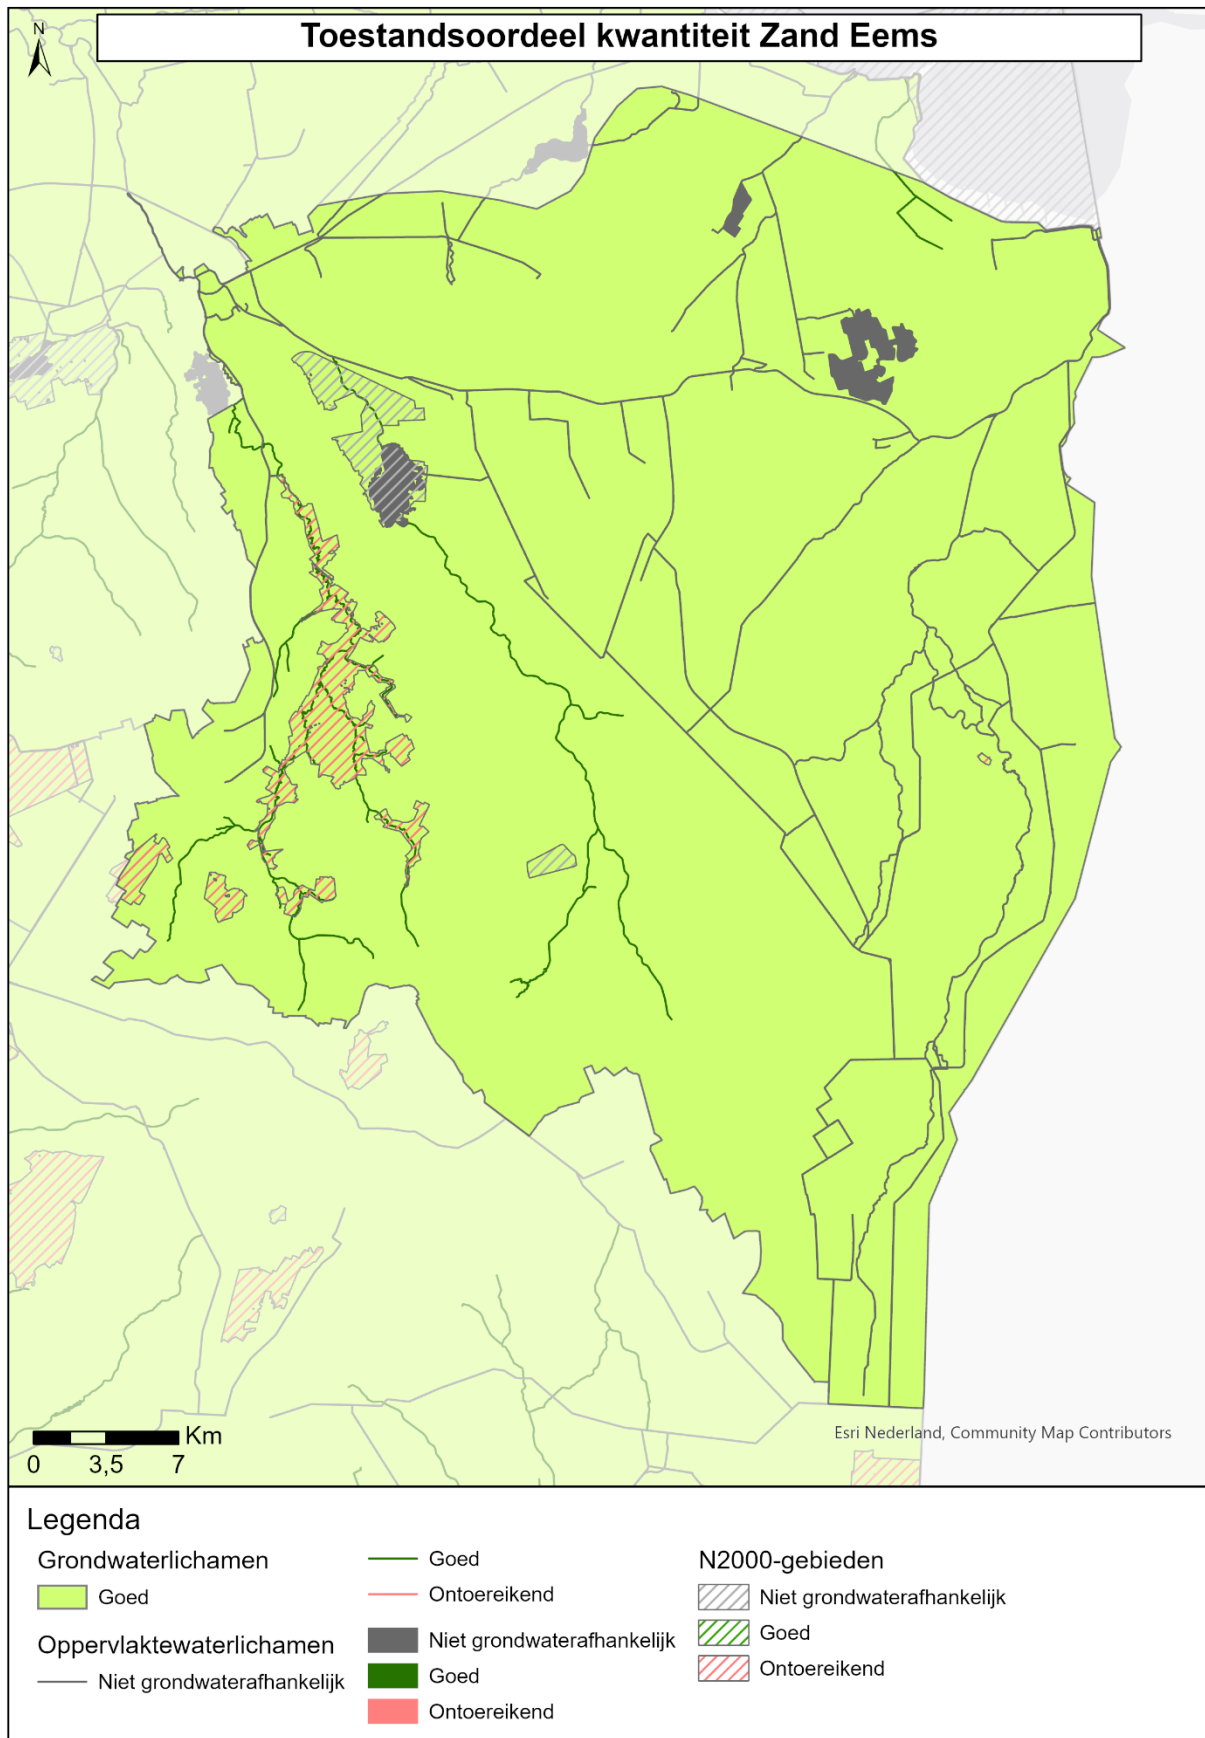 Toestandsoordeel kwantiteit Zand Eems
N
Esri Nederland, Community Map Contributors
Km
0 3,5 7
Legenda
Grondwaterlichamen
Goed
Oppervlaktewaterlichamen
Niet grondwaterafhankelijk
Goed
Ontoereikend
Niet grondwaterafhankelijk
Goed
Ontoereikend
N2000-gebieden
Niet grondwaterafhankelijk
Goed
Ontoereikend